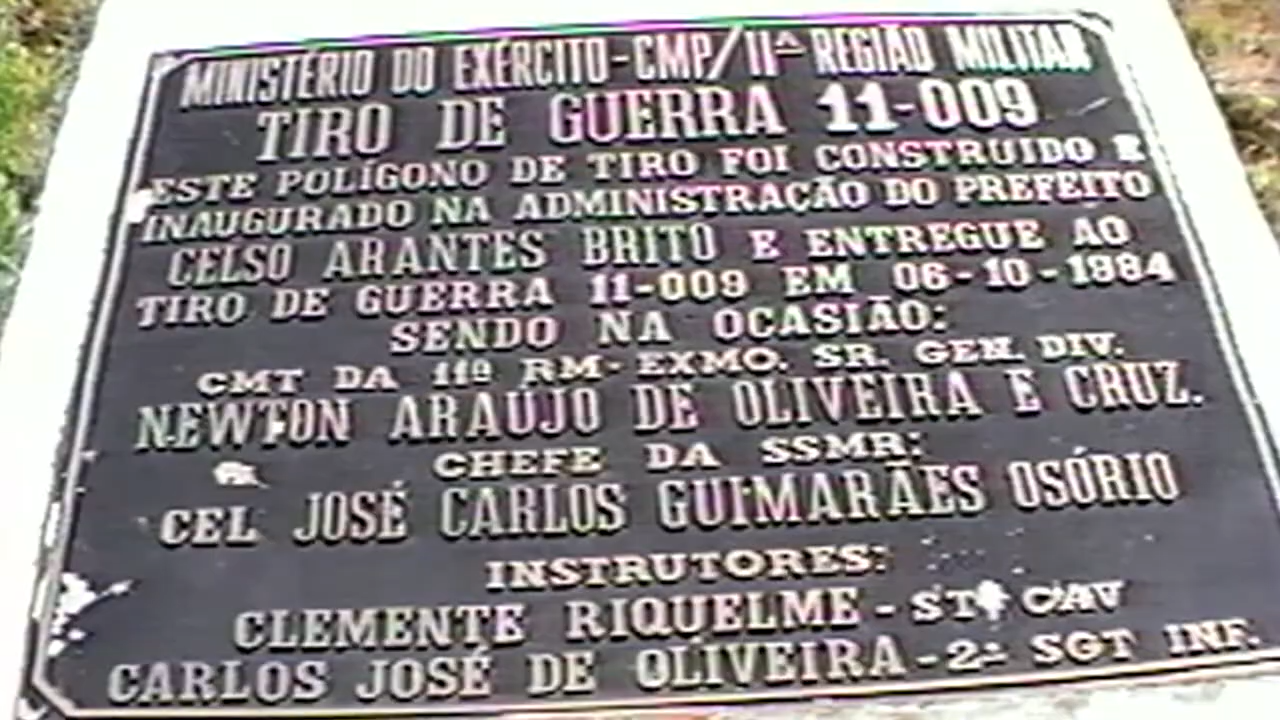 MINISTÉRIO DO EXÉRCITO-CMP/11ª REGIÃO MILITAR
TIRO DE GUERRA 11-009
ESTE POLÍGONO DE TIRO FOI CONSTRUIDO E
INAUGURADO NA ADMINISTRAÇÃO DO PREFEITO
CELSO ARANTES BRITO E ENTREGUE AO
TIRO DE GUERRA 11-009 EM 06-10-1984
SENDO NA OCASIÃO:
CMT DA 11ª RM-EXMO. SR. GEN. DIV.
NEWTON ARAUJO DE OLIVEIRA E CRUZ.
CHEFE DA SSMR:
CEL JOSÉ CARLOS GUIMARÃES OSÓRIO
INSTRUTORES:
CLEMENTE RIQUELME - ST CAV
CARLOS JOSÉ DE OLIVEIRA - 2º SGT INF.